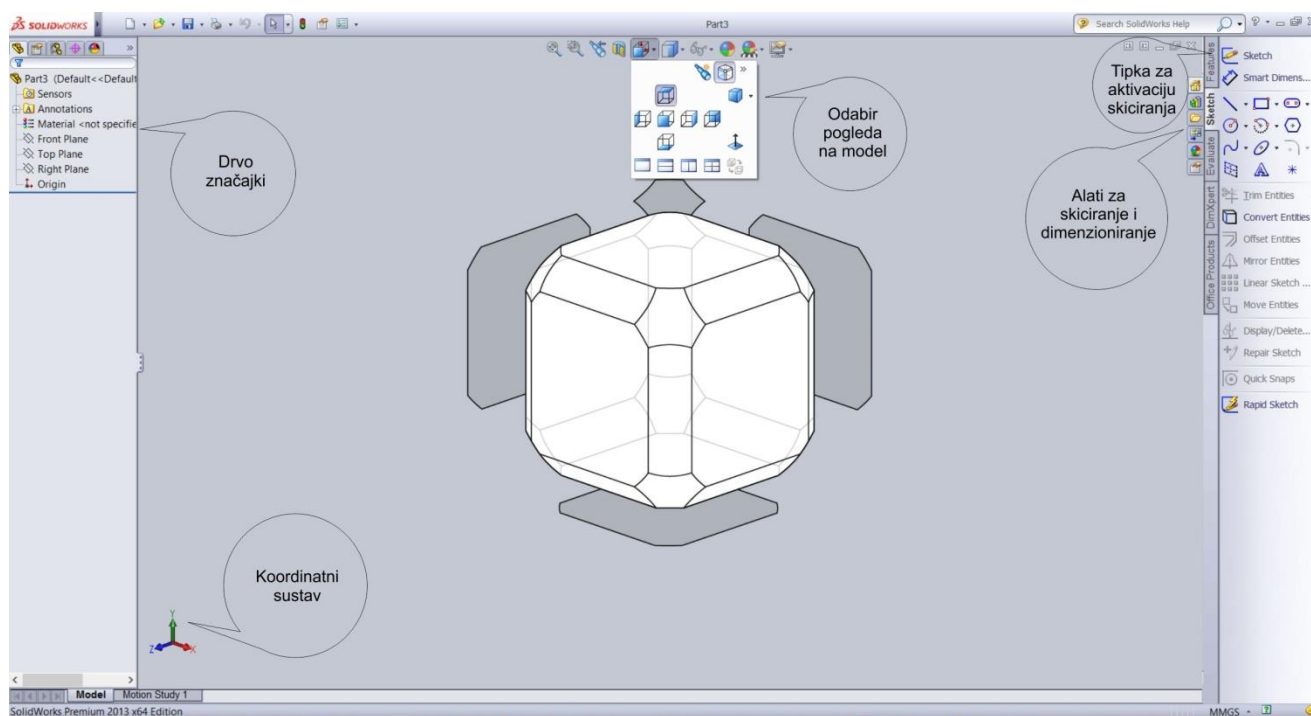 SOLIDWORKS
Part3
Search SolidWorks Help
Part3 (Default<<Default
Sensors
Annotations
Material <not specifie
Front Plane
Top Plane
Right Plane
Origin
Drvo
značajki
Odabir
pogleda
na model
Tipka za
aktivaciju
skiciranja
Alati za
skiciranje i
dimenzioniranje
Koordinatni
sustav
Y
Z
X
Features
Sketch
Evaluate
DimXpert
Office Products
Sketch
Smart Dimens...
Trim Entities
Convert Entities
Offset Entities
Mirror Entities
Linear Sketch ...
Move Entities
Display/Delete...
Repair Sketch
Quick Snaps
Rapid Sketch
Model
Motion Study 1
SolidWorks Premium 2013 x64 Edition
MMGS